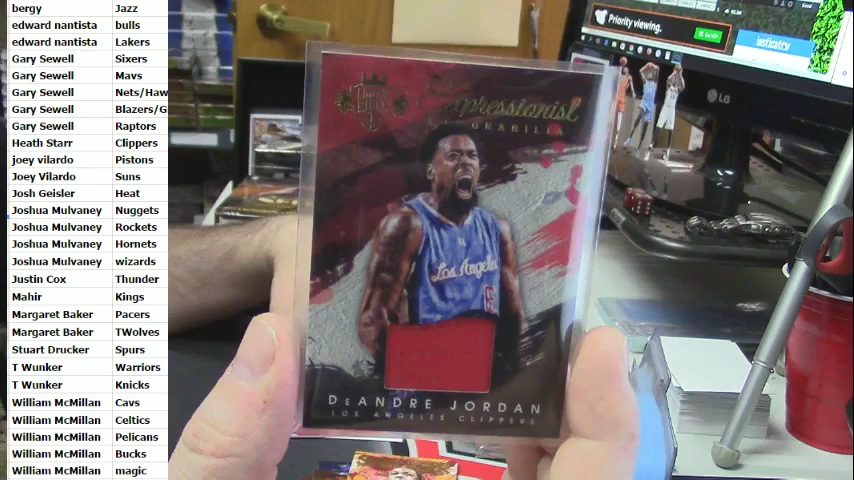 bergy Jazz
edward nantista bulls
edward nantista Lakers
Gary Sewell Sixers
Gary Sewell Mavs
Gary Sewell Nets/Haw
Gary Sewell Blazers/G
Gary Sewell Raptors
Heath Starr Clippers
joey vilardo Pistons
Joey Vilardo Suns
Josh Geisler Heat
Joshua Mulvaney Nuggets
Joshua Mulvaney Rockets
Joshua Mulvaney Hornets
Joshua Mulvaney wizards
Justin Cox Thunder
Mahir Kings
Margaret Baker Pacers
Margaret Baker TWolves
Stuart Drucker Spurs
T Wunker Warriors
T Wunker Knicks
William McMillan Cavs
William McMillan Celtics
William McMillan Pelicans
William McMillan Bucks
William McMillan magic
Priority viewing.
LG
Los Angeles
6
DeANDRE JORDAN
LOS ANGELES CLIPPERS